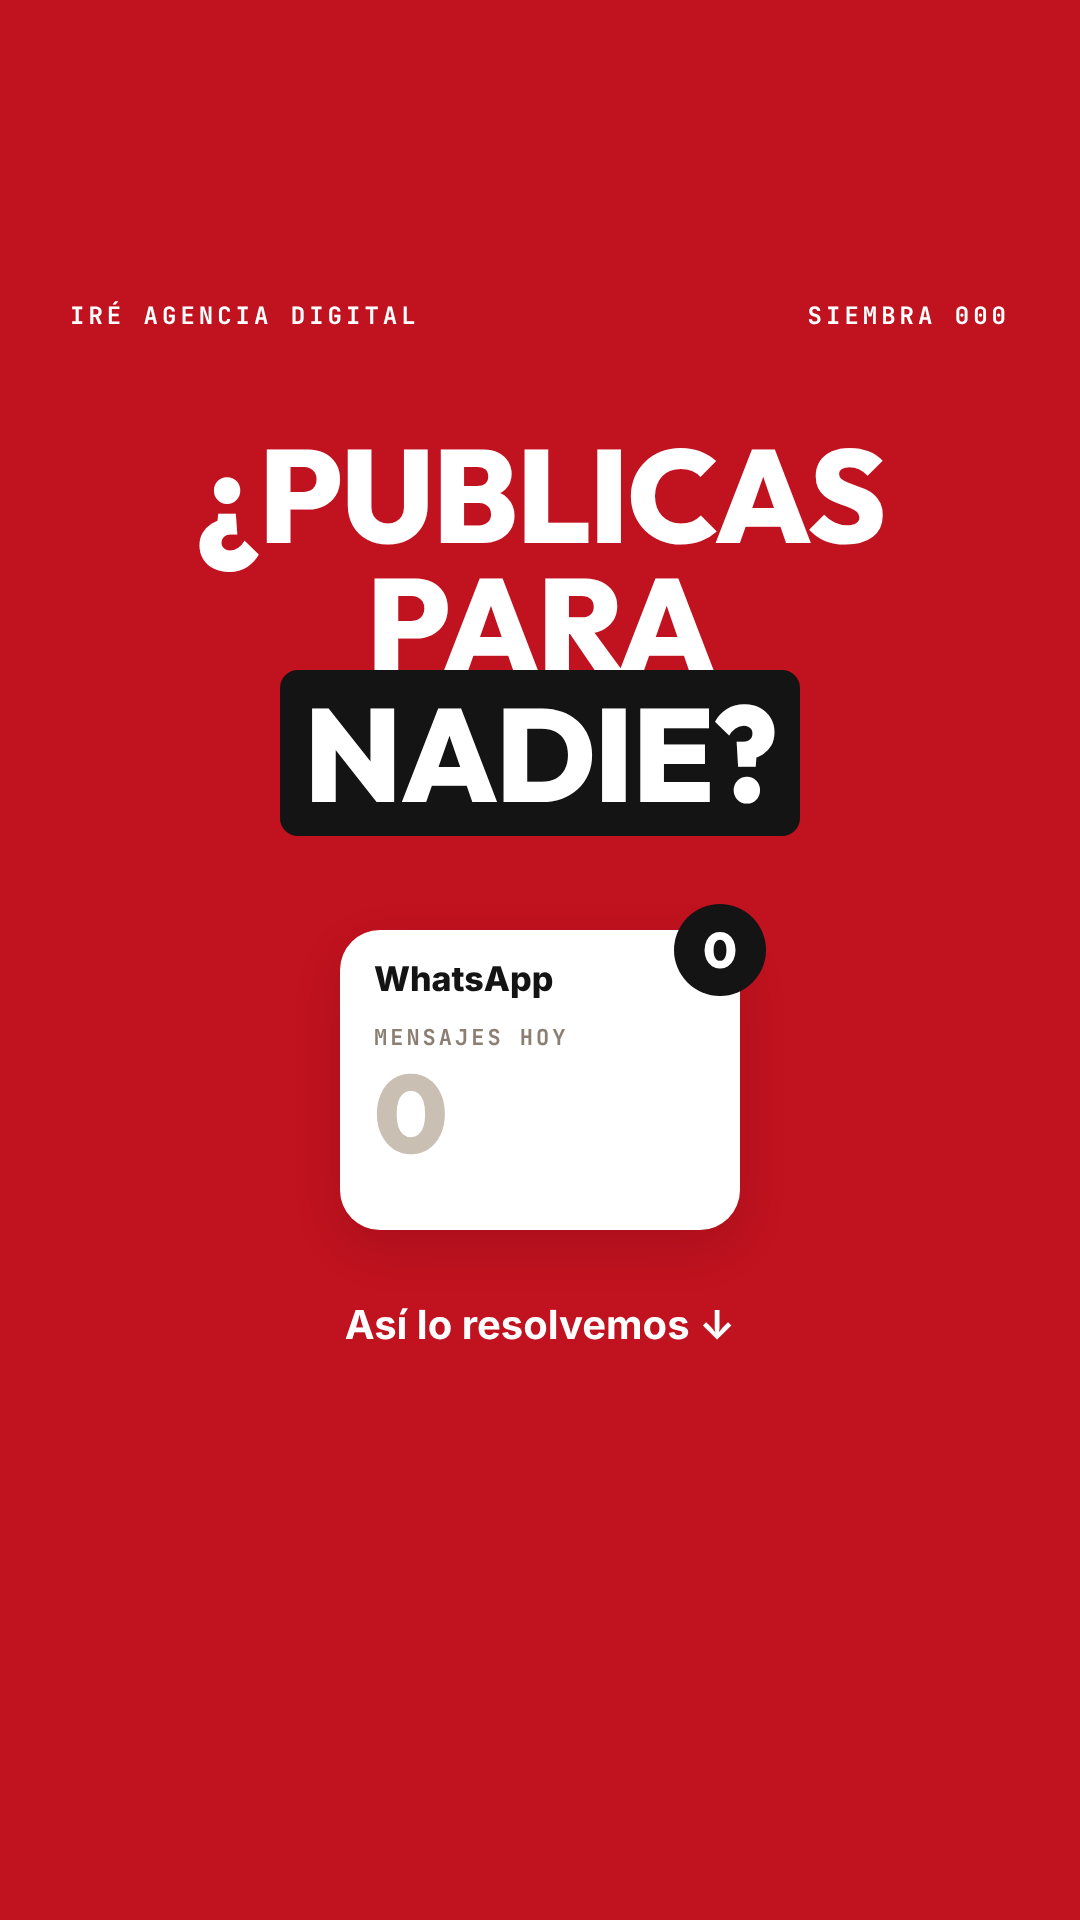 IRÉ AGENCIA DIGITAL
SIEMBRA 000
¿PUBLICAS
PARA
NADIE?
0
WhatsApp
MENSAJES HOY
0
Así lo resolvemos ↓